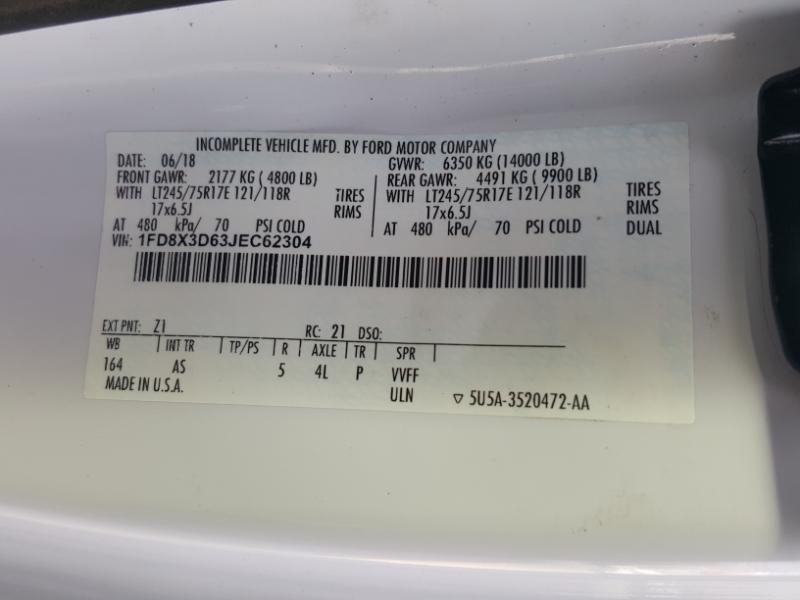 INCOMPLETE VEHICLE MFD. BY FORD MOTOR COMPANY
DATE: 06/18 GVWR: 6350 KG (14000 LB)
FRONT GAWR: 2177 KG ( 4800 LB) REAR GAWR: 4491 KG ( 9900 LB)
WITH LT245/75R17E 121/118R TIRES WITH LT245/75R17E 121/118R TIRES
17x6.5J RIMS 17x6.5J RIMS
AT 480 kPa/ 70 PSI COLD AT 480 kPa/ 70 PSI COLD DUAL
VIN: 1FD8X3D63JEC62304
EXT PNT: Z1 RC: 21 DSO:
WB INT TR TP/PS R AXLE TR SPR
164 AS 5 4L P VVFF
MADE IN U.S.A. ULN ▽ 5U5A-3520472-AA